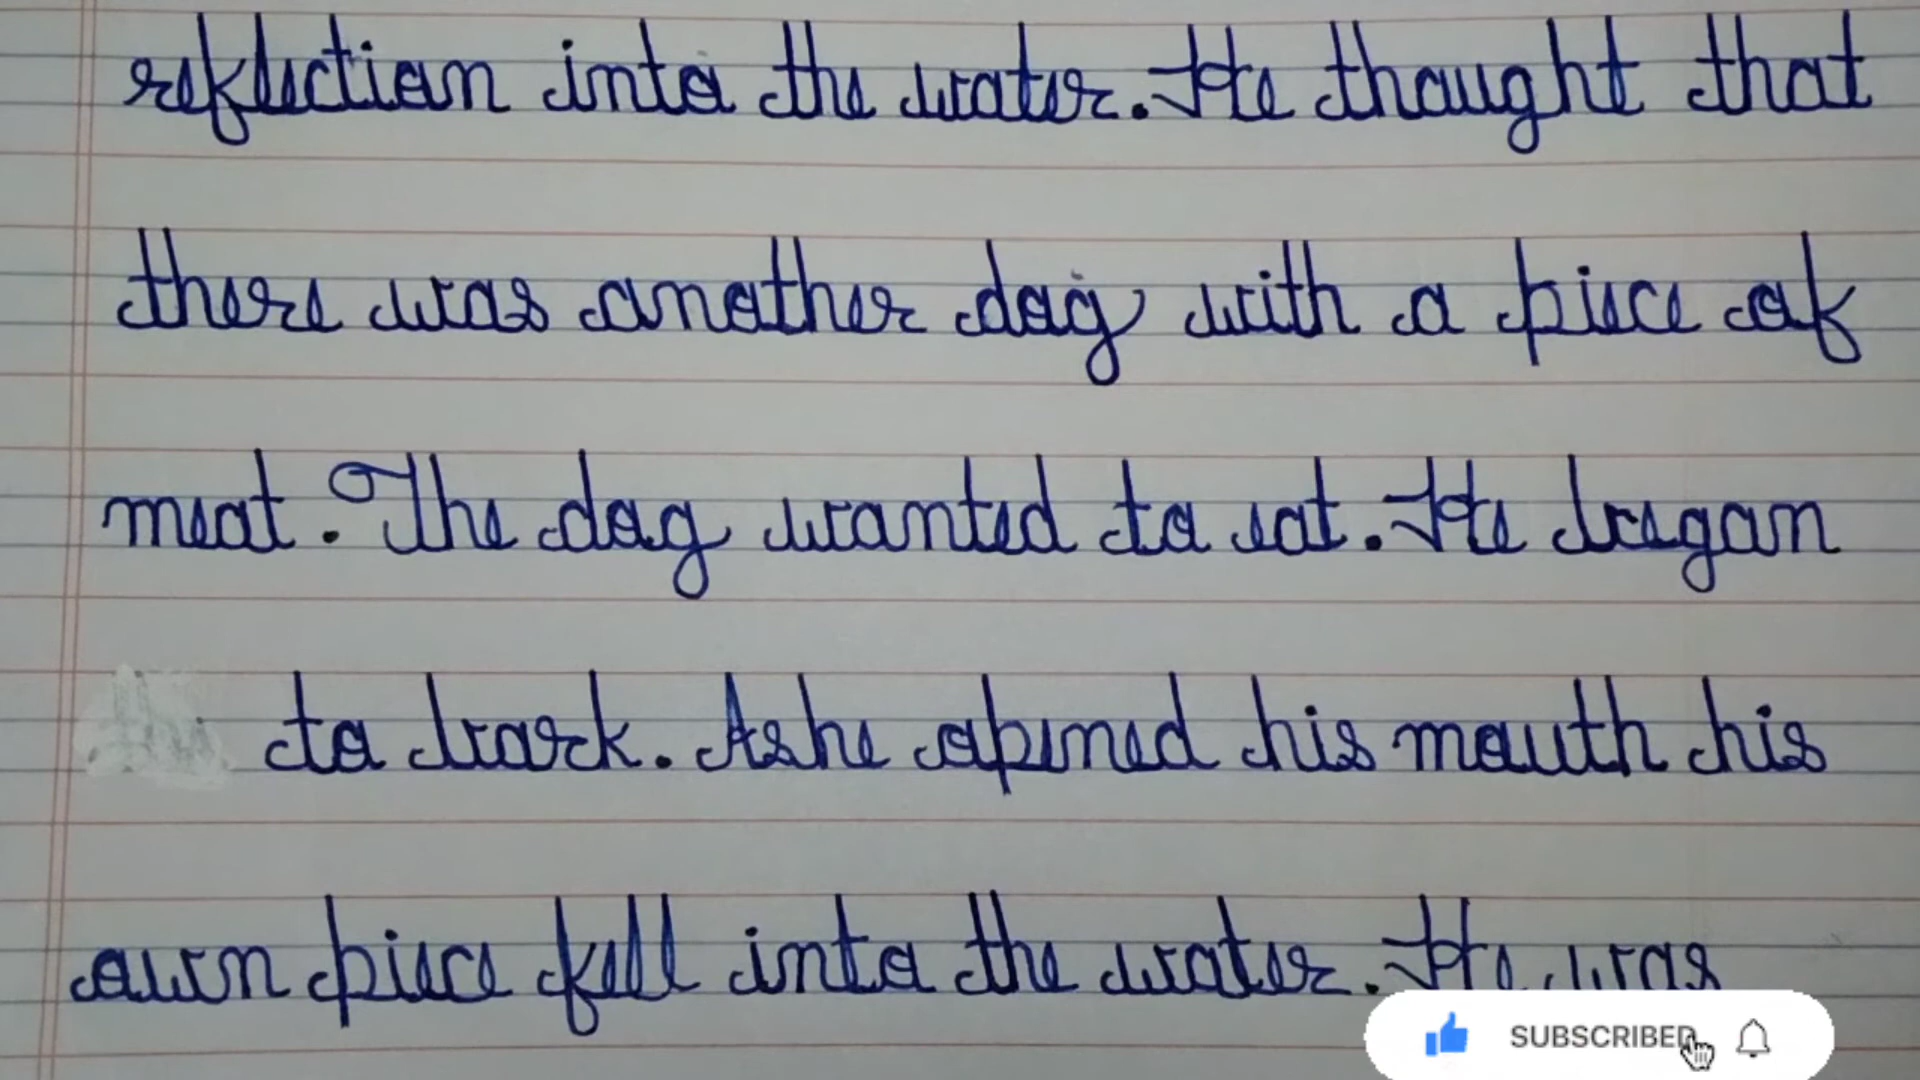 reflection into the water. He thought that
there was another dog with a piece of
meat. The dog wanted to eat. He began
to bark. As he opened his mouth his
own piece fell into the water. He was
SUBSCRIBED